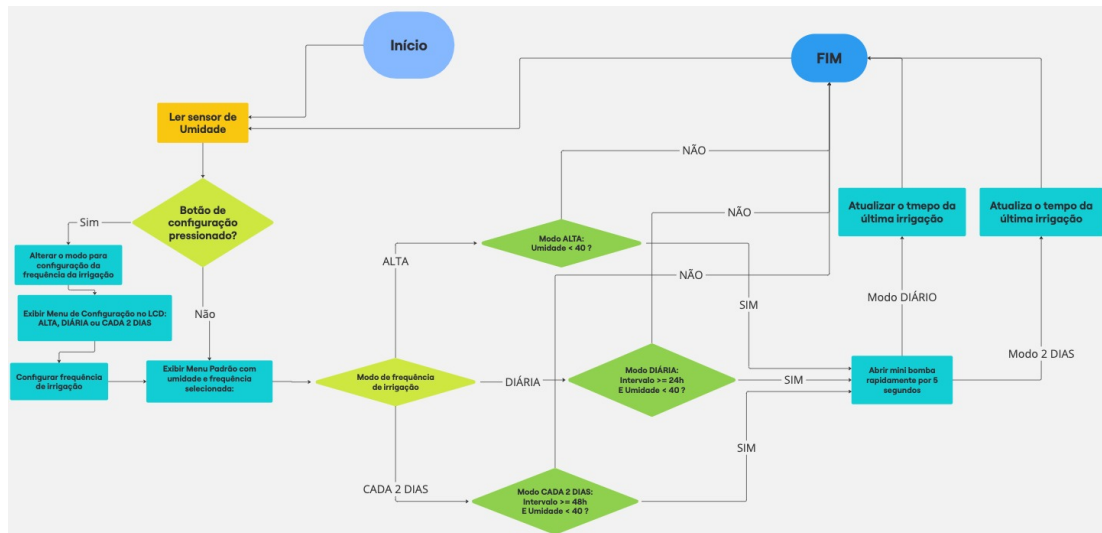 Início
FIM
Ler sensor de
Umidade
NÃO
Botão de
configuração
pressionado?
Sim
NÃO
Atualizar o tmepo da
última irrigação
Atualiza o tempo da
última irrigação
Alterar o modo para
configuração da
frequência da irrigação
Modo ALTA:
Umidade < 40 ?
ALTA
NÃO
Exibir Menu de Configuração no LCD:
ALTA, DIÁRIA ou CADA 2 DIAS
Não
SIM
Modo DIÁRIO
Configurar frequência
de irrigação
Exibir Menu Padrão com
umidade e frequência
selecionada:
Modo de frequência
de irrigação
DIÁRIA
Modo DIÁRIA:
Intervalo >= 24h
E Umidade < 40 ?
SIM
Abrir mini bomba
rapidamente por 5
segundos
Modo 2 DIAS
SIM
CADA 2 DIAS
Modo CADA 2 DIAS:
Intervalo >= 48h
E Umidade < 40 ?